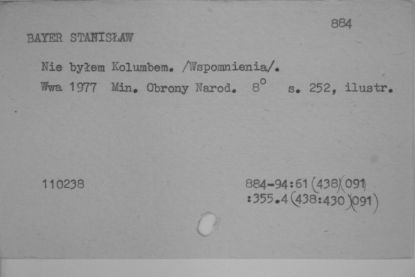 884
BAYER STANISŁAW
Nie byłem Kolumbem. /Wspomnienia/.
Wwa 1977 Min. Obrony Narod. 8° s. 252, ilustr.
110238
884-94:61(438)(091)
:355.4(438:430)(091)